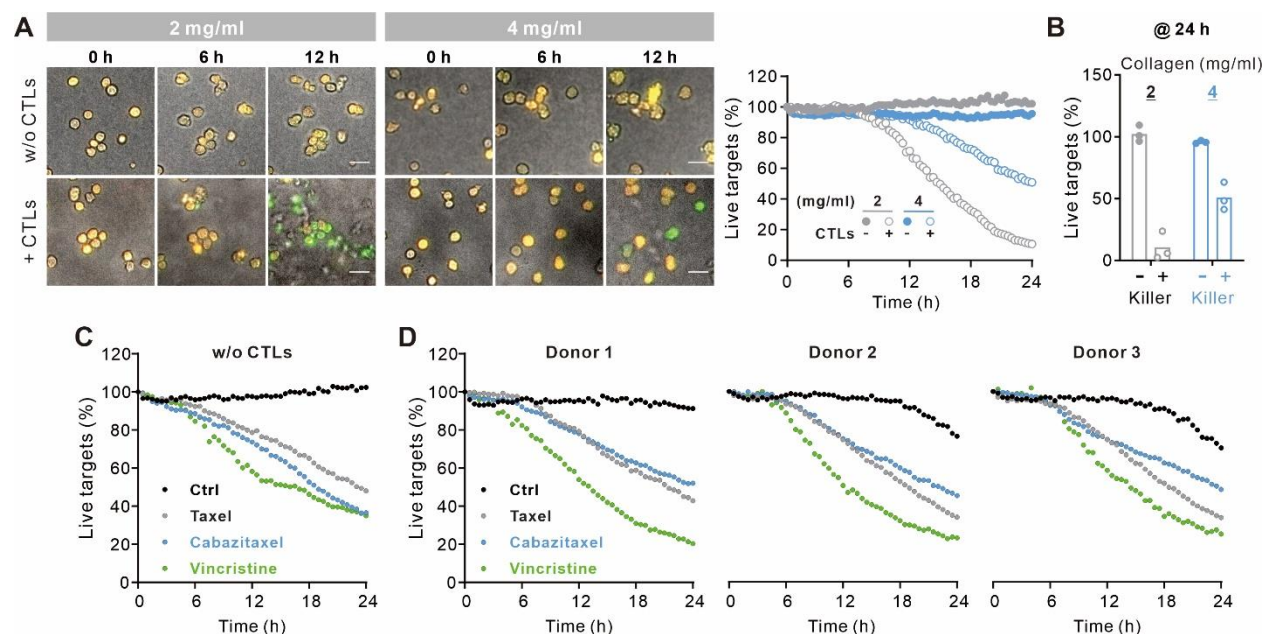 A
2 mg/ml
4 mg/ml
0 h
6 h
12 h
0 h
6 h
12 h
w/o CTLs
+ CTLs
Live targets (%)
120
100
80
60
40
20
0
(mg/ml)
2
4
CTLs
- + - +
0 6 12 18 24
Time (h)
B
@ 24 h
Collagen (mg/ml)
2
4
Live targets (%)
150
100
50
0
- + - +
Killer Killer
C
w/o CTLs
Live targets (%)
120
100
80
60
40
20
0
Ctrl
Taxel
Cabazitaxel
Vincristine
0 6 12 18 24
Time (h)
D
Donor 1
Live targets (%)
120
100
80
60
40
20
0
Ctrl
Taxel
Cabazitaxel
Vincristine
0 6 12 18 24
Time (h)
Donor 2
0 6 12 18 24
Time (h)
Donor 3
0 6 12 18 24
Time (h)